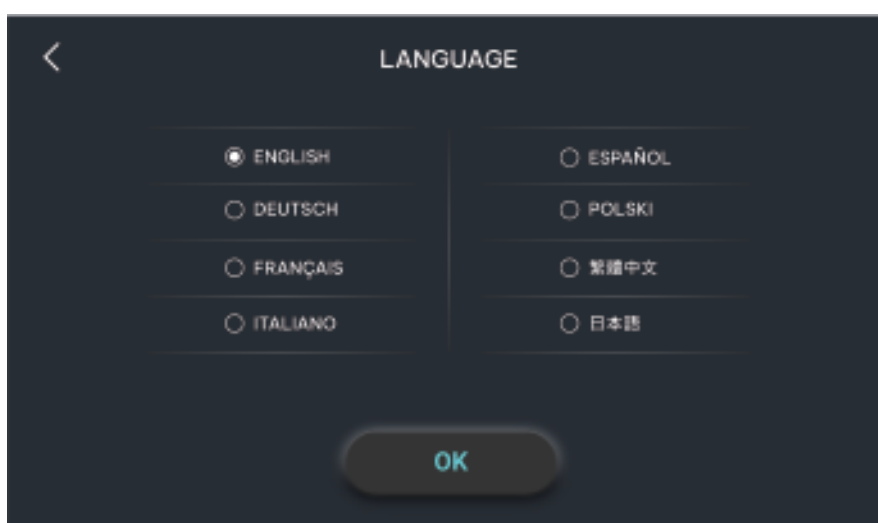 LANGUAGE
ENGLISH
DEUTSCH
FRANÇAIS
ITALIANO
ESPAÑOL
POLSKI
繁體中文
日本語
OK